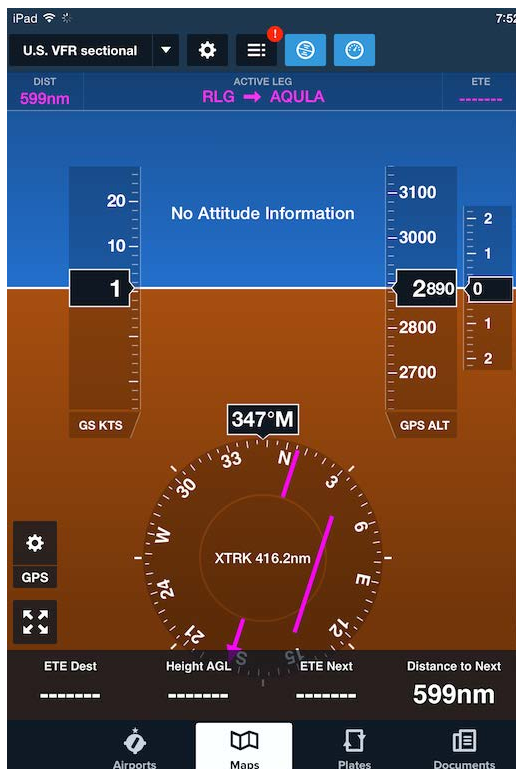 iPad 7:52
U.S. VFR sectional !
DIST ACTIVE LEG ETE
599nm RLG → AQULA -------
No Attitude Information
20
10
1
GS KTS
3100
3000
2890
2800
2700
GPS ALT
2
1
0
1
2
347°M
N
33
3
30
6
W
E
24
21
12
S
15
XTRK 416.2nm
GPS
ETE Dest Height AGL ETE Next Distance to Next
------- ------- ------- 599nm
Airports Maps Plates Documents